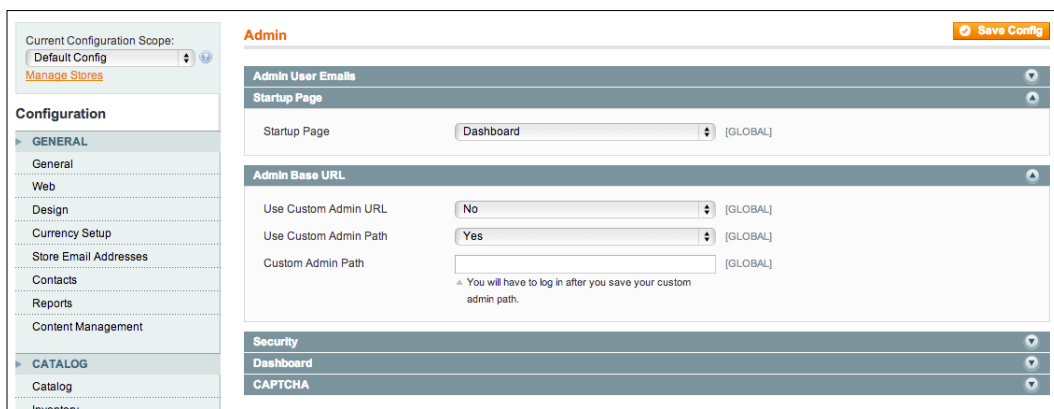 Current Configuration Scope:
Default Config
Manage Stores
Configuration
GENERAL
General
Web
Design
Currency Setup
Store Email Addresses
Contacts
Reports
Content Management
CATALOG
Catalog
Inventory
Admin
Save Config
Admin User Emails
Startup Page
Startup Page Dashboard [GLOBAL]
Admin Base URL
Use Custom Admin URL No [GLOBAL]
Use Custom Admin Path Yes [GLOBAL]
Custom Admin Path [GLOBAL]
You will have to log in after you save your custom
admin path.
Security
Dashboard
CAPTCHA